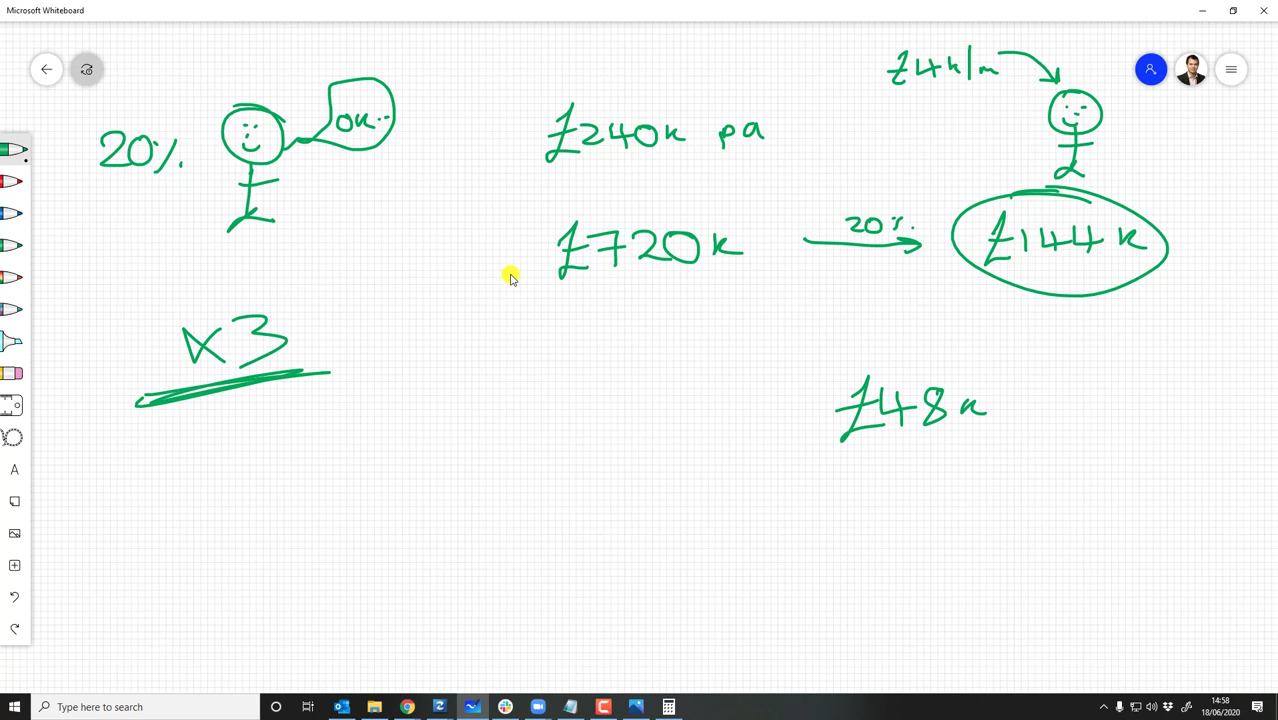 Microsoft Whiteboard
£4k/m
20%
OK..
£240k pa
£720k
20%
£144k
x3
£48k
A
Type here to search
14:58
18/06/2020